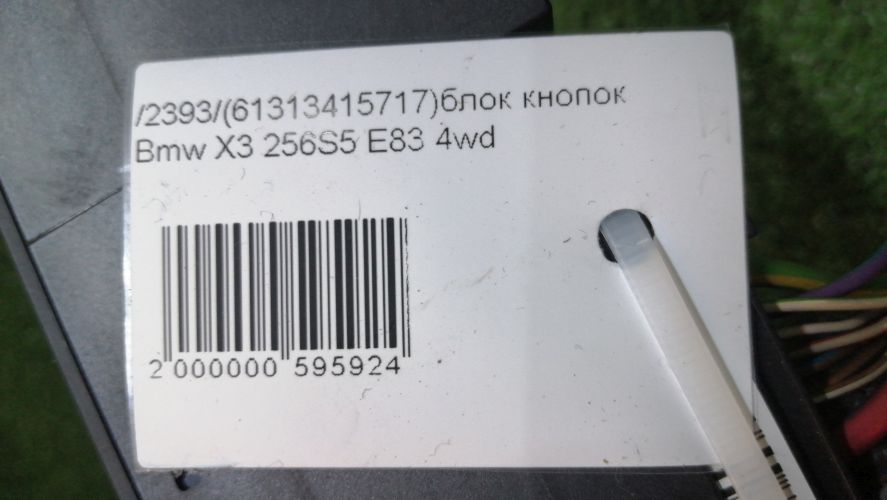 /2393/(61313415717)блок кнопок
Bmw X3 256S5 E83 4wd
2 000000 595924